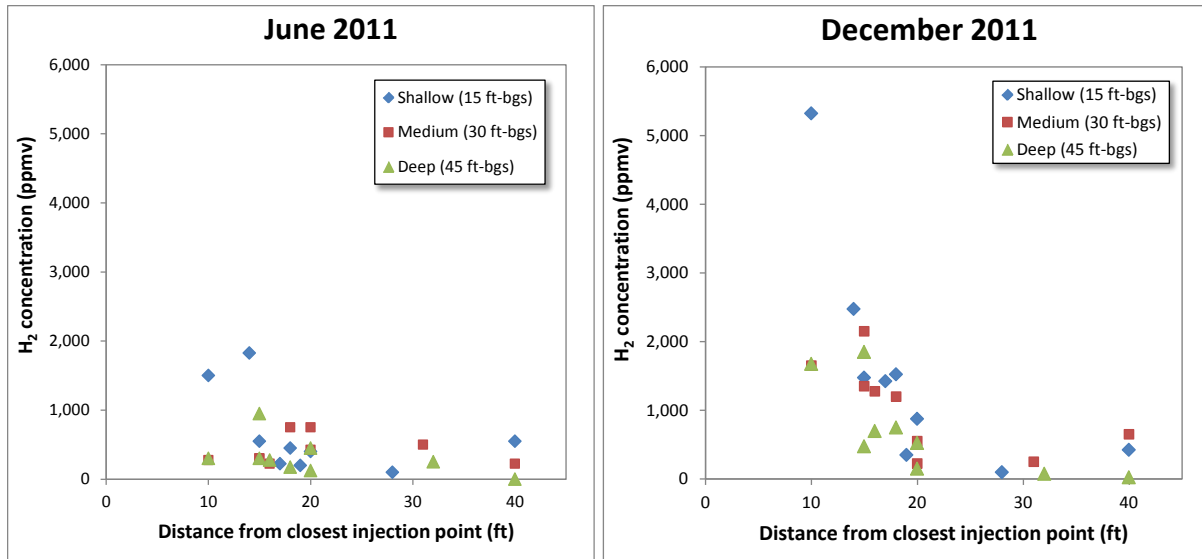 June 2011
6,000
5,000
4,000
3,000
2,000
1,000
0
H₂ concentration (ppmv)
Shallow (15 ft-bgs)
Medium (30 ft-bgs)
Deep (45 ft-bgs)
0 10 20 30 40
Distance from closest injection point (ft)
December 2011
6,000
5,000
4,000
3,000
2,000
1,000
0
H₂ concentration (ppmv)
Shallow (15 ft-bgs)
Medium (30 ft-bgs)
Deep (45 ft-bgs)
0 10 20 30 40
Distance from closest injection point (ft)